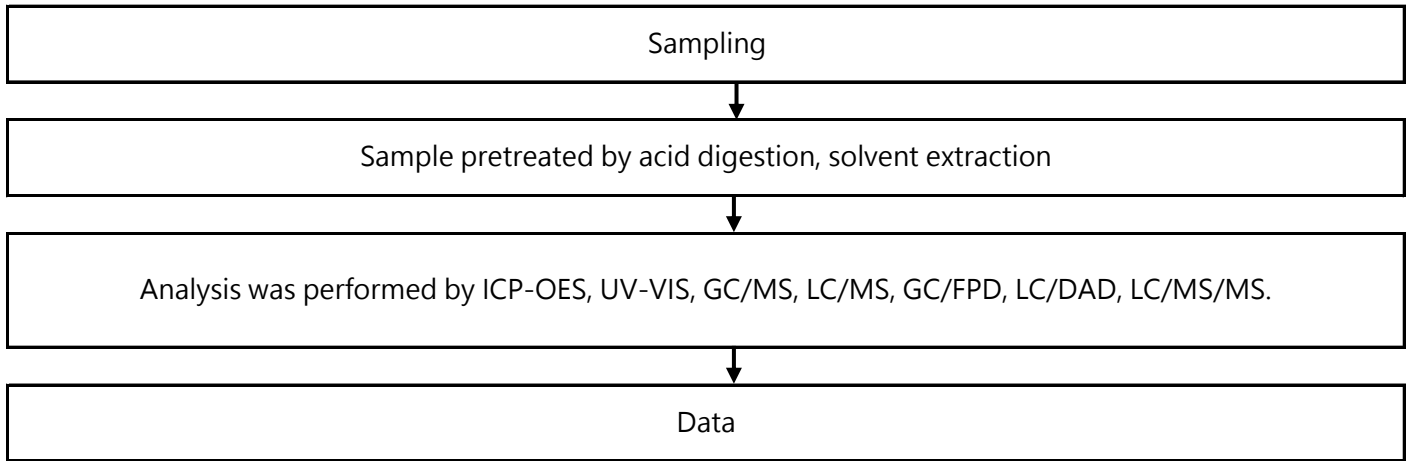 Sampling
Sample pretreated by acid digestion, solvent extraction
Analysis was performed by ICP-OES, UV-VIS, GC/MS, LC/MS, GC/FPD, LC/DAD, LC/MS/MS.
Data